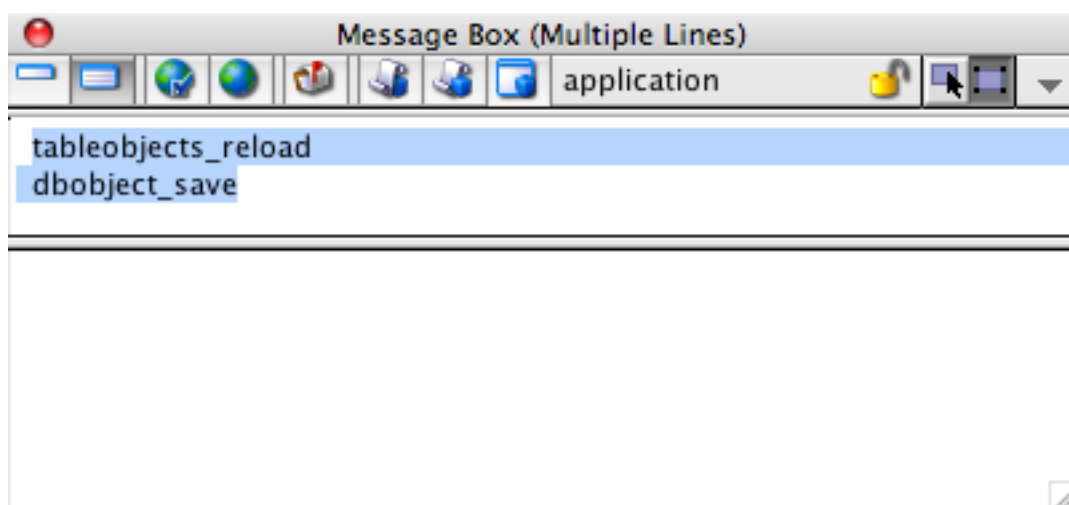 Message Box (Multiple Lines)
application
tableobjects_reload
dbobject_save